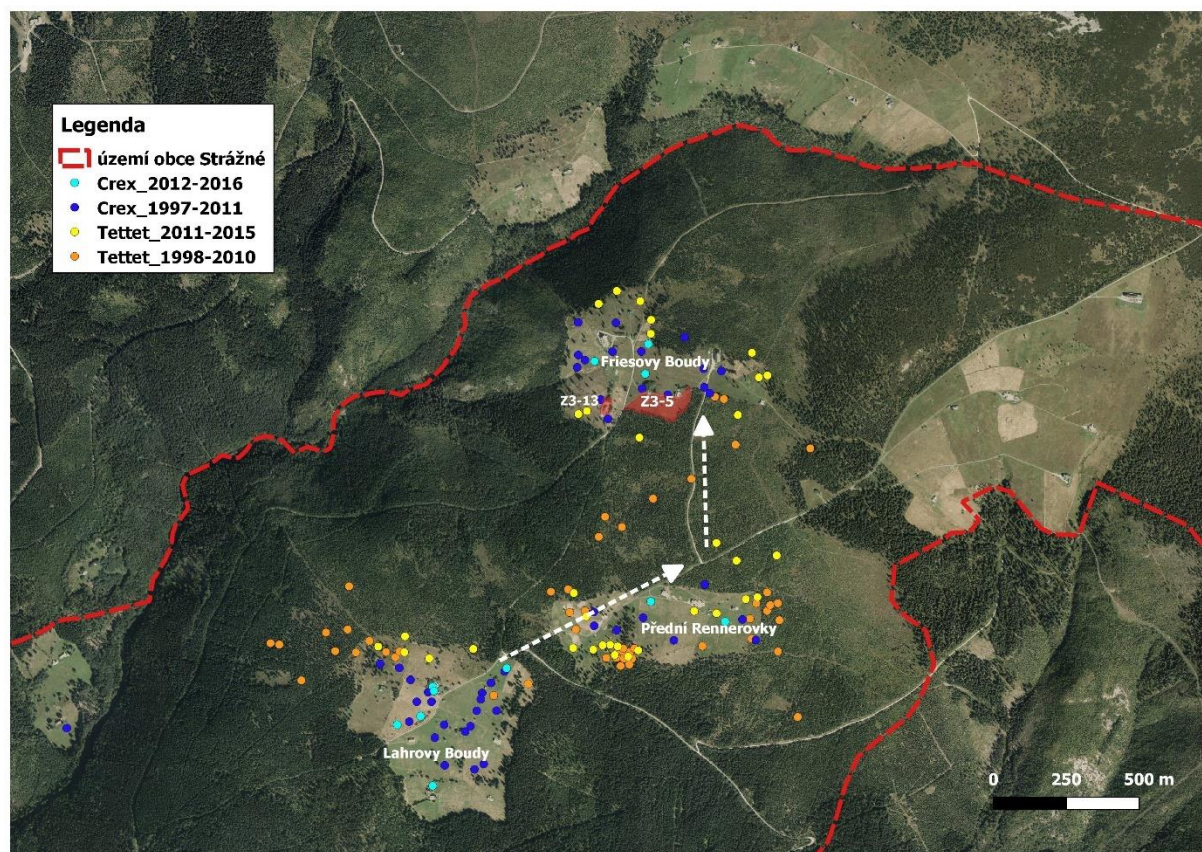 Legenda
území obce Strážné
Crex_2012-2016
Crex_1997-2011
Tettet_2011-2015
Tettet_1998-2010
Friesovy Boudy
Z3-13
Z3-5
Přední Rennerovky
Lahrovy Boudy
0 250 500 m